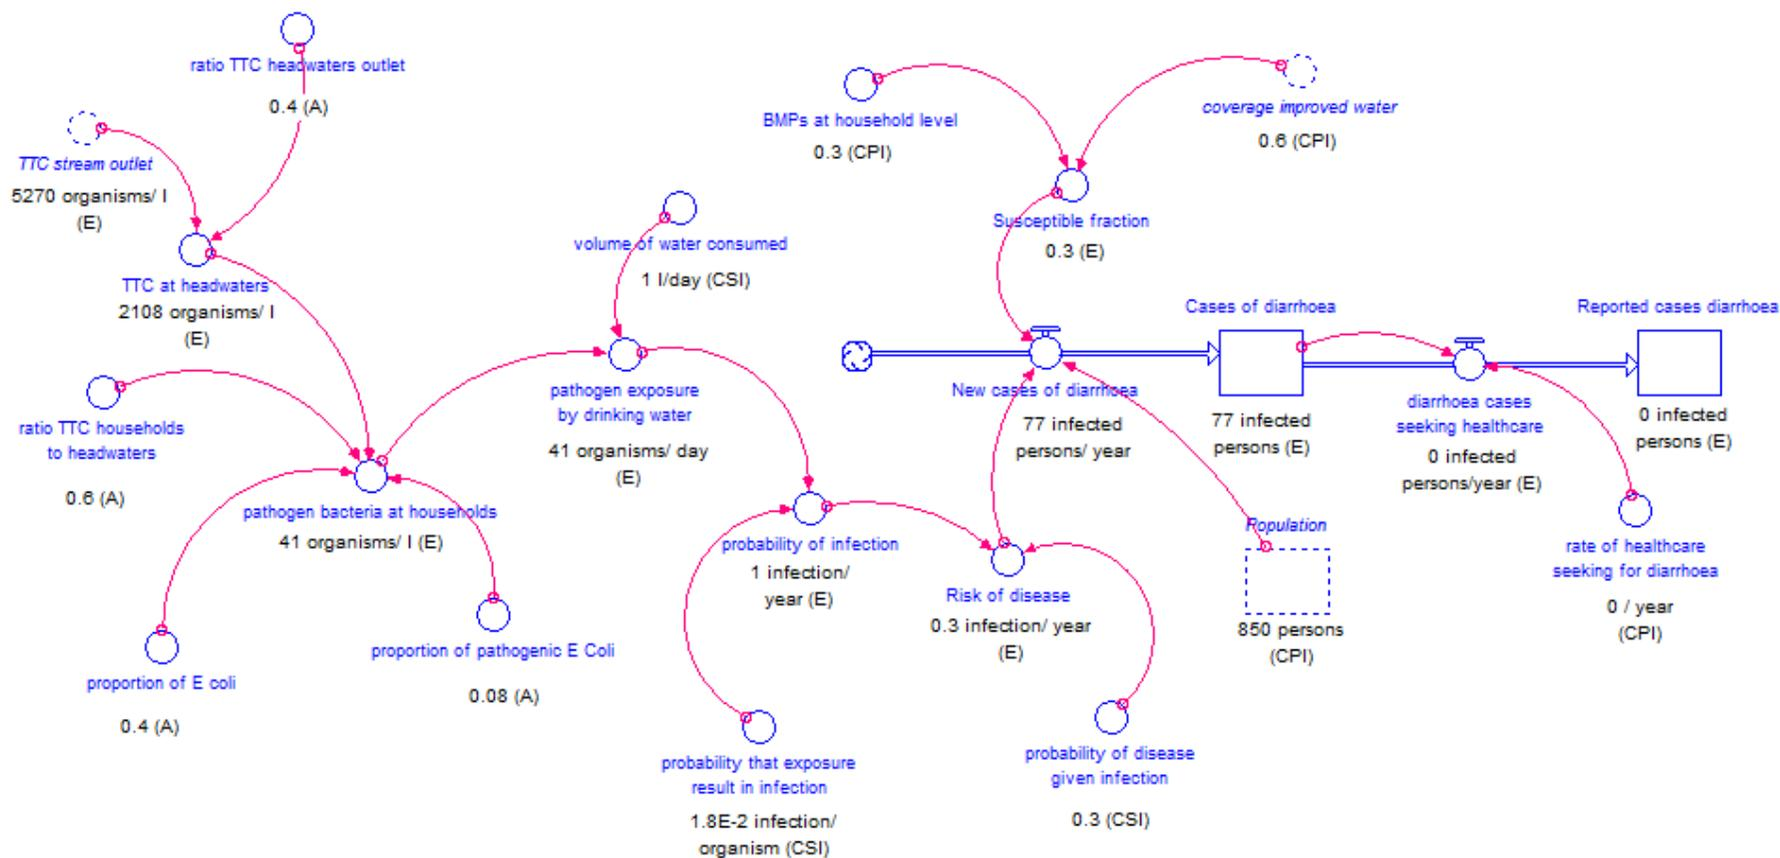 ratio TTC headwaters outlet
0.4 (A)
TTC stream outlet
5270 organisms/ l
(E)
TTC at headwaters
2108 organisms/ l
(E)
ratio TTC households
to headwaters
0.6 (A)
pathogen bacteria at households
41 organisms/ l (E)
proportion of E coli
0.4 (A)
proportion of pathogenic E Coli
0.08 (A)
volume of water consumed
1 l/day (CSI)
pathogen exposure
by drinking water
41 organisms/ day
(E)
probability of infection
1 infection/
year (E)
probability that exposure
result in infection
1.8E-2 infection/
organism (CSI)
BMPs at household level
0.3 (CPI)
coverage improved water
0.6 (CPI)
Susceptible fraction
0.3 (E)
New cases of diarrhoea
77 infected
persons/ year
Risk of disease
0.3 infection/ year
(E)
probability of disease
given infection
0.3 (CSI)
Cases of diarrhoea
77 infected
persons (E)
Population
850 persons
(CPI)
diarrhoea cases
seeking healthcare
0 infected
persons/year (E)
Reported cases diarrhoea
0 infected
persons (E)
rate of healthcare
seeking for diarrhoea
0 / year
(CPI)